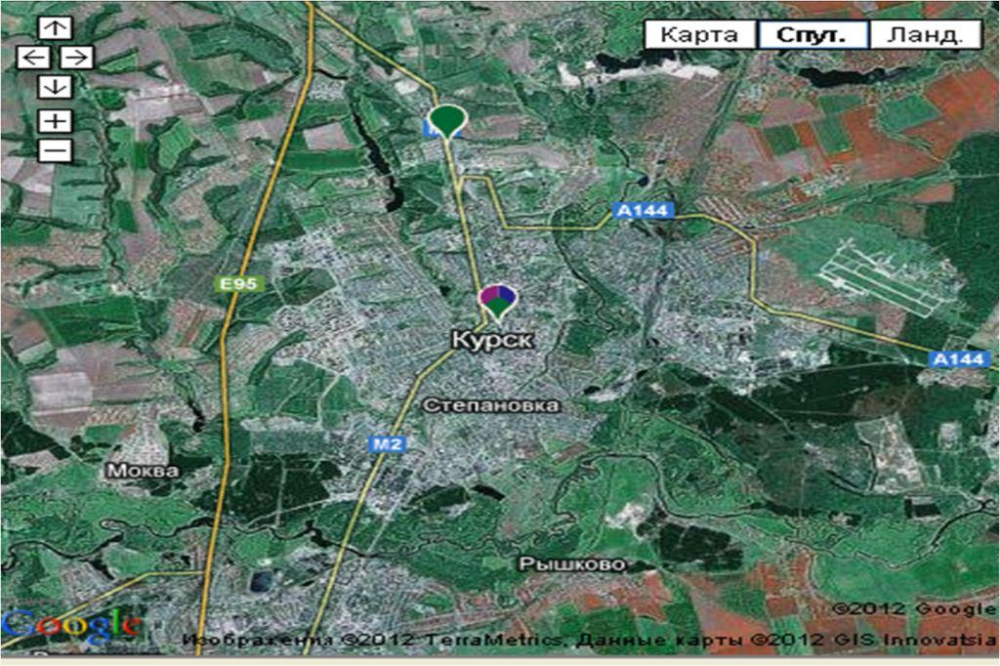 Карта Спут. Ланд.
A144
E95
Курск
A144
Степановка
M2
Моква
Рышково
©2012 Google
Google
Изображения ©2012 TerraMetrics, Данные карты ©2012 GIS Innovatsia